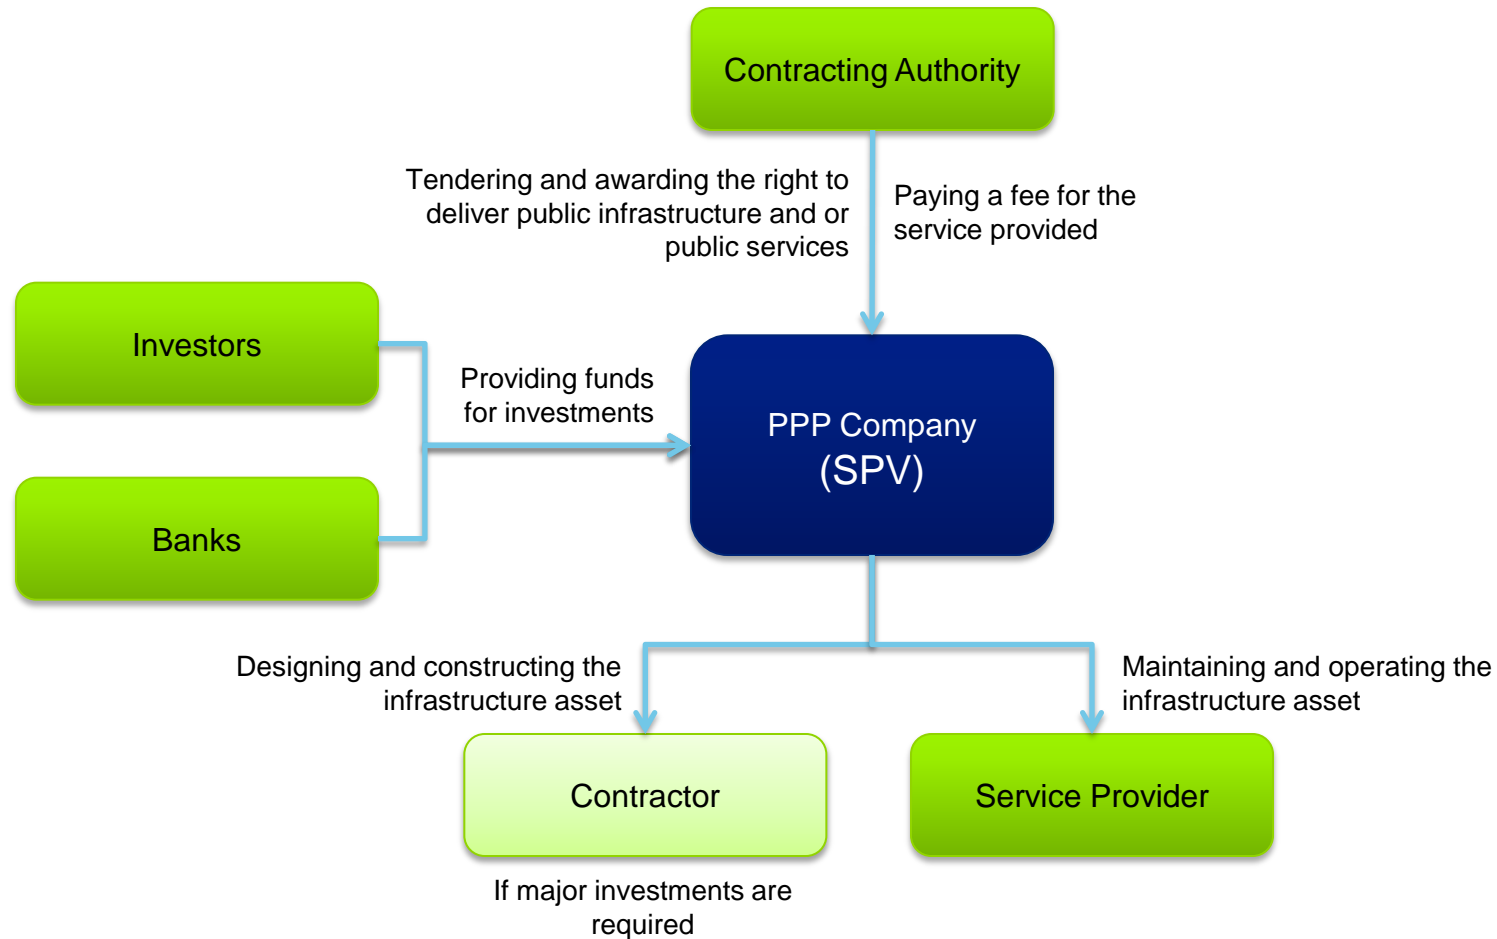 Contracting Authority
Tendering and awarding the right to
deliver public infrastructure and or
public services
Paying a fee for the
service provided
Investors
Banks
Providing funds
for investments
PPP Company
(SPV)
Designing and constructing the
infrastructure asset
Maintaining and operating the
infrastructure asset
Contractor
Service Provider
If major investments are
required